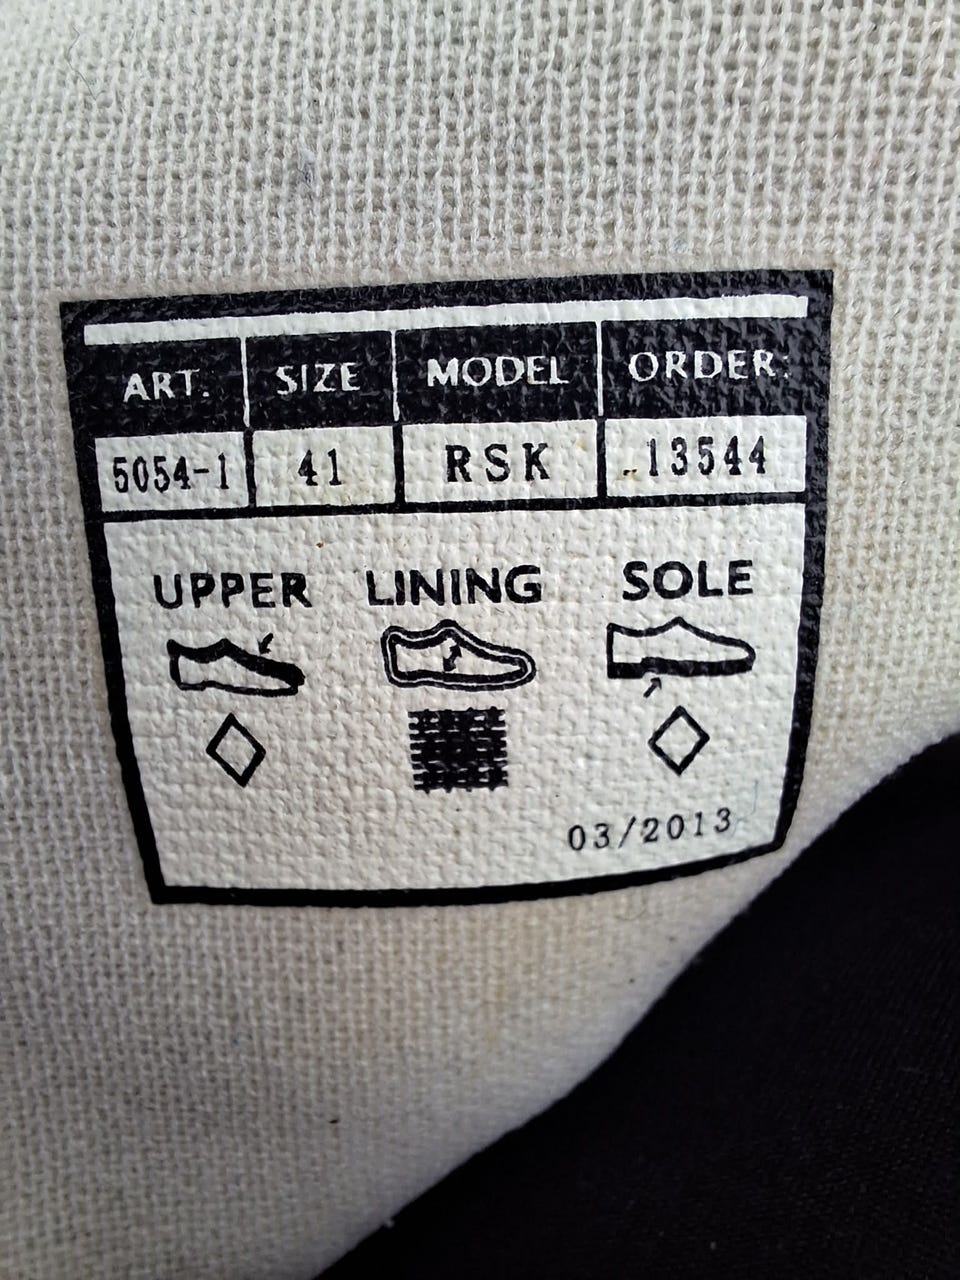 ART. SIZE MODEL ORDER:
5054-1 41 RSK 13544
UPPER LINING SOLE
03/2013